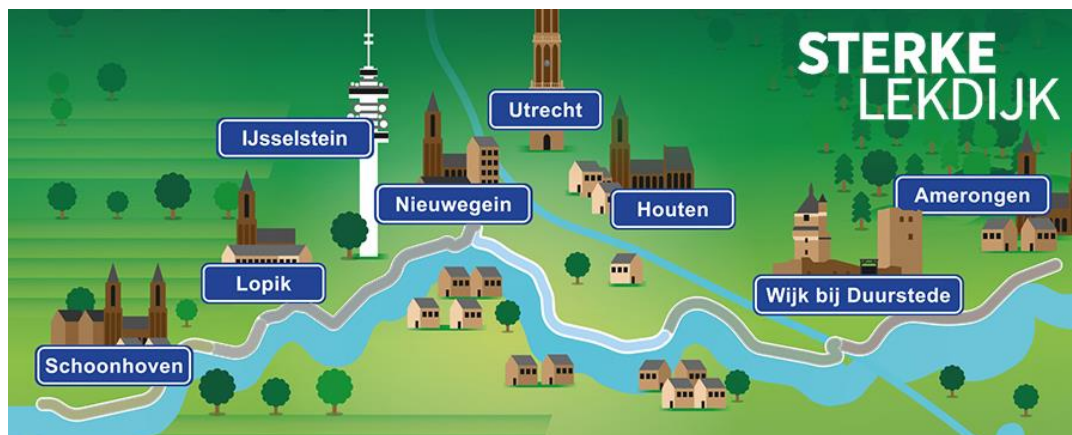 STERKE
LEKDIJK
Utrecht
IJsselstein
Nieuwegein
Houten
Amerongen
Lopik
Wijk bij Duurstede
Schoonhoven